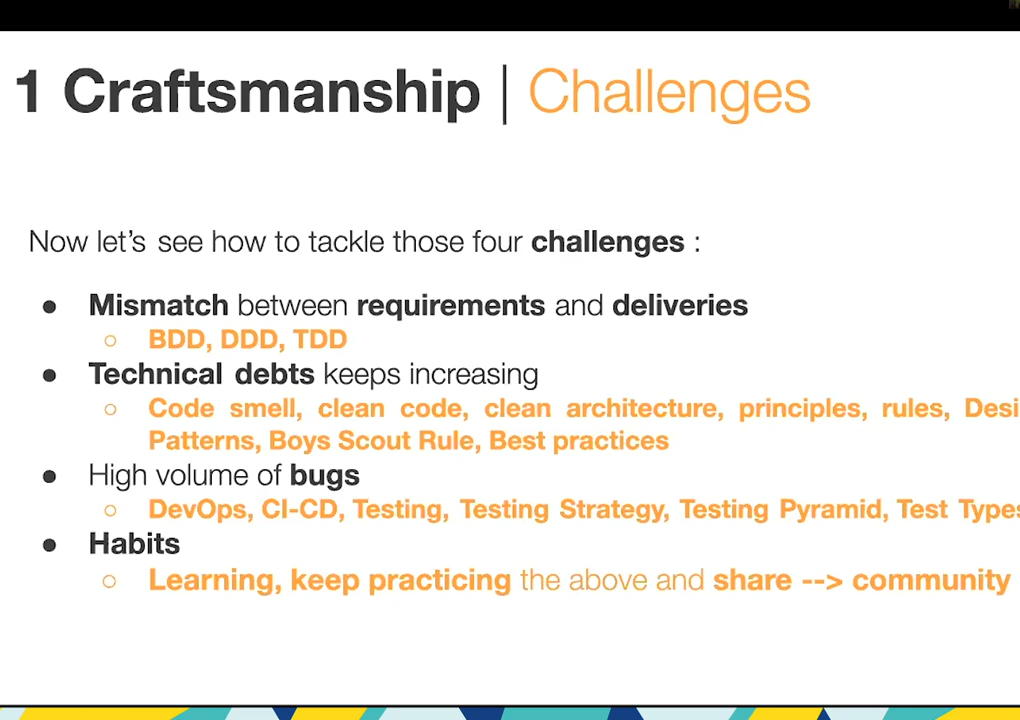 1 Craftsmanship | Challenges
Now let's see how to tackle those four challenges :
● Mismatch between requirements and deliveries
○ BDD, DDD, TDD
● Technical debts keeps increasing
○ Code smell, clean code, clean architecture, principles, rules, Desi
Patterns, Boys Scout Rule, Best practices
● High volume of bugs
○ DevOps, CI-CD, Testing, Testing Strategy, Testing Pyramid, Test Types
● Habits
○ Learning, keep practicing the above and share --> community